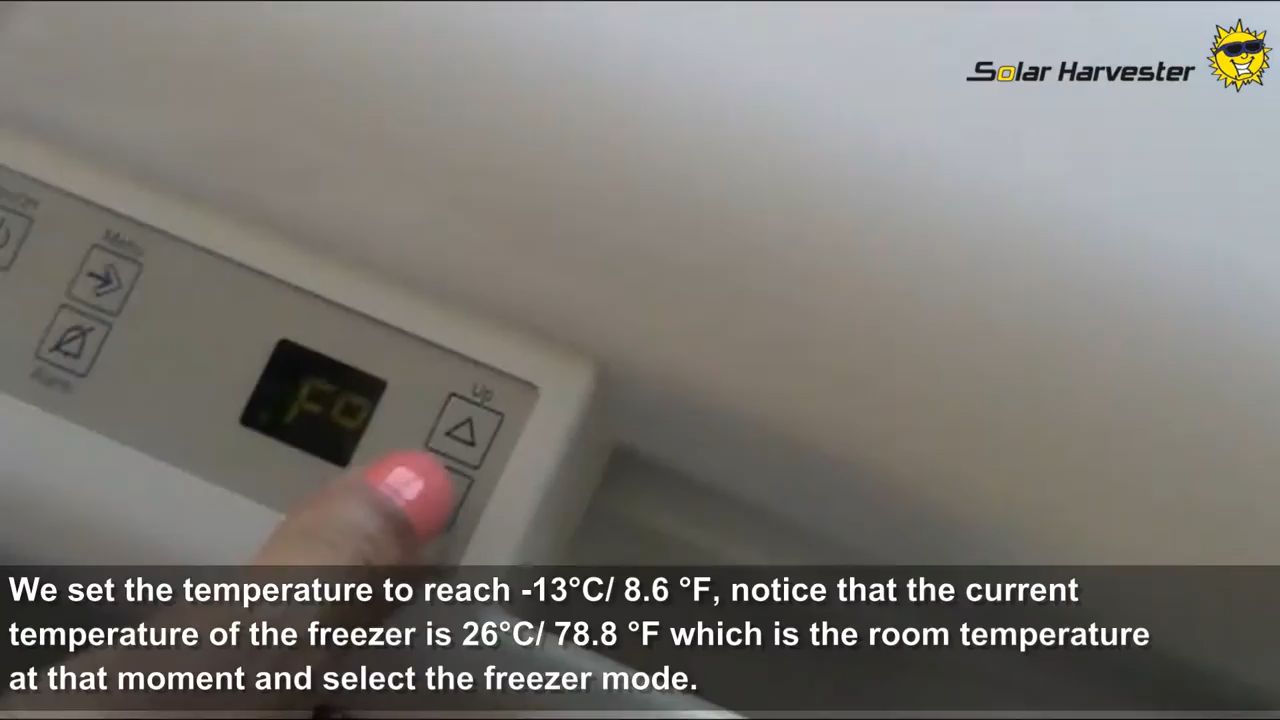 Solar Harvester
Menu
Up
Fo
Alarm
We set the temperature to reach -13°C/ 8.6 °F, notice that the current
temperature of the freezer is 26°C/ 78.8 °F which is the room temperature
at that moment and select the freezer mode.